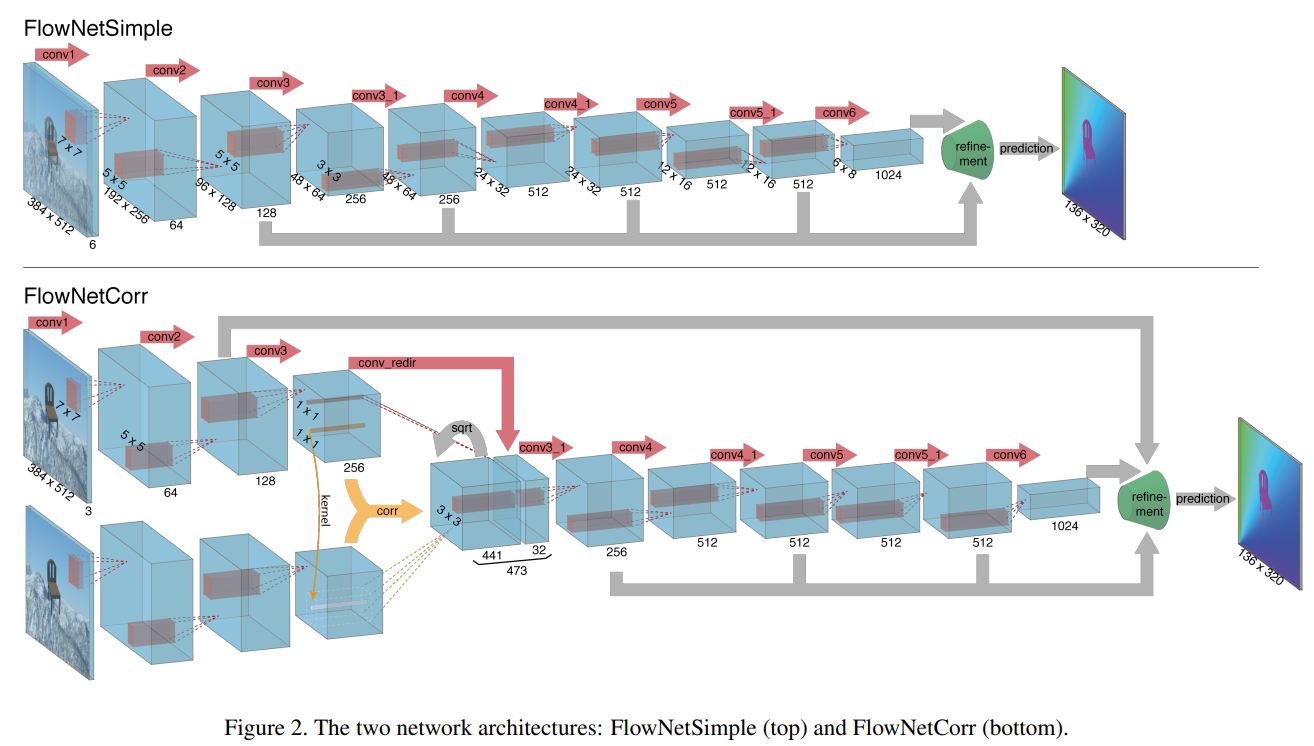 FlowNetSimple
conv1
conv2
conv3
conv3_1
conv4
conv4_1
conv5
conv5_1
conv6
7 x 7
384 x 512
6
5 x 5
192 x 256
64
5 x 5
96 x 128
128
3 x 3
48 x 64
256
48 x 64
256
24 x 32
512
24 x 32
512
12 x 16
512
12 x 16
512
6 x 8
1024
refine-
ment
prediction
136 x 320
FlowNetCorr
conv1
conv2
conv3
conv_redir
sqrt
conv3_1
conv4
conv4_1
conv5
conv5_1
conv6
7 x 7
384 x 512
3
5 x 5
64
128
1 x 1
1 x 1
256
kernel
corr
3 x 3
441
32
473
256
512
512
512
512
1024
refine-
ment
prediction
136 x 320
Figure 2. The two network architectures: FlowNetSimple (top) and FlowNetCorr (bottom).